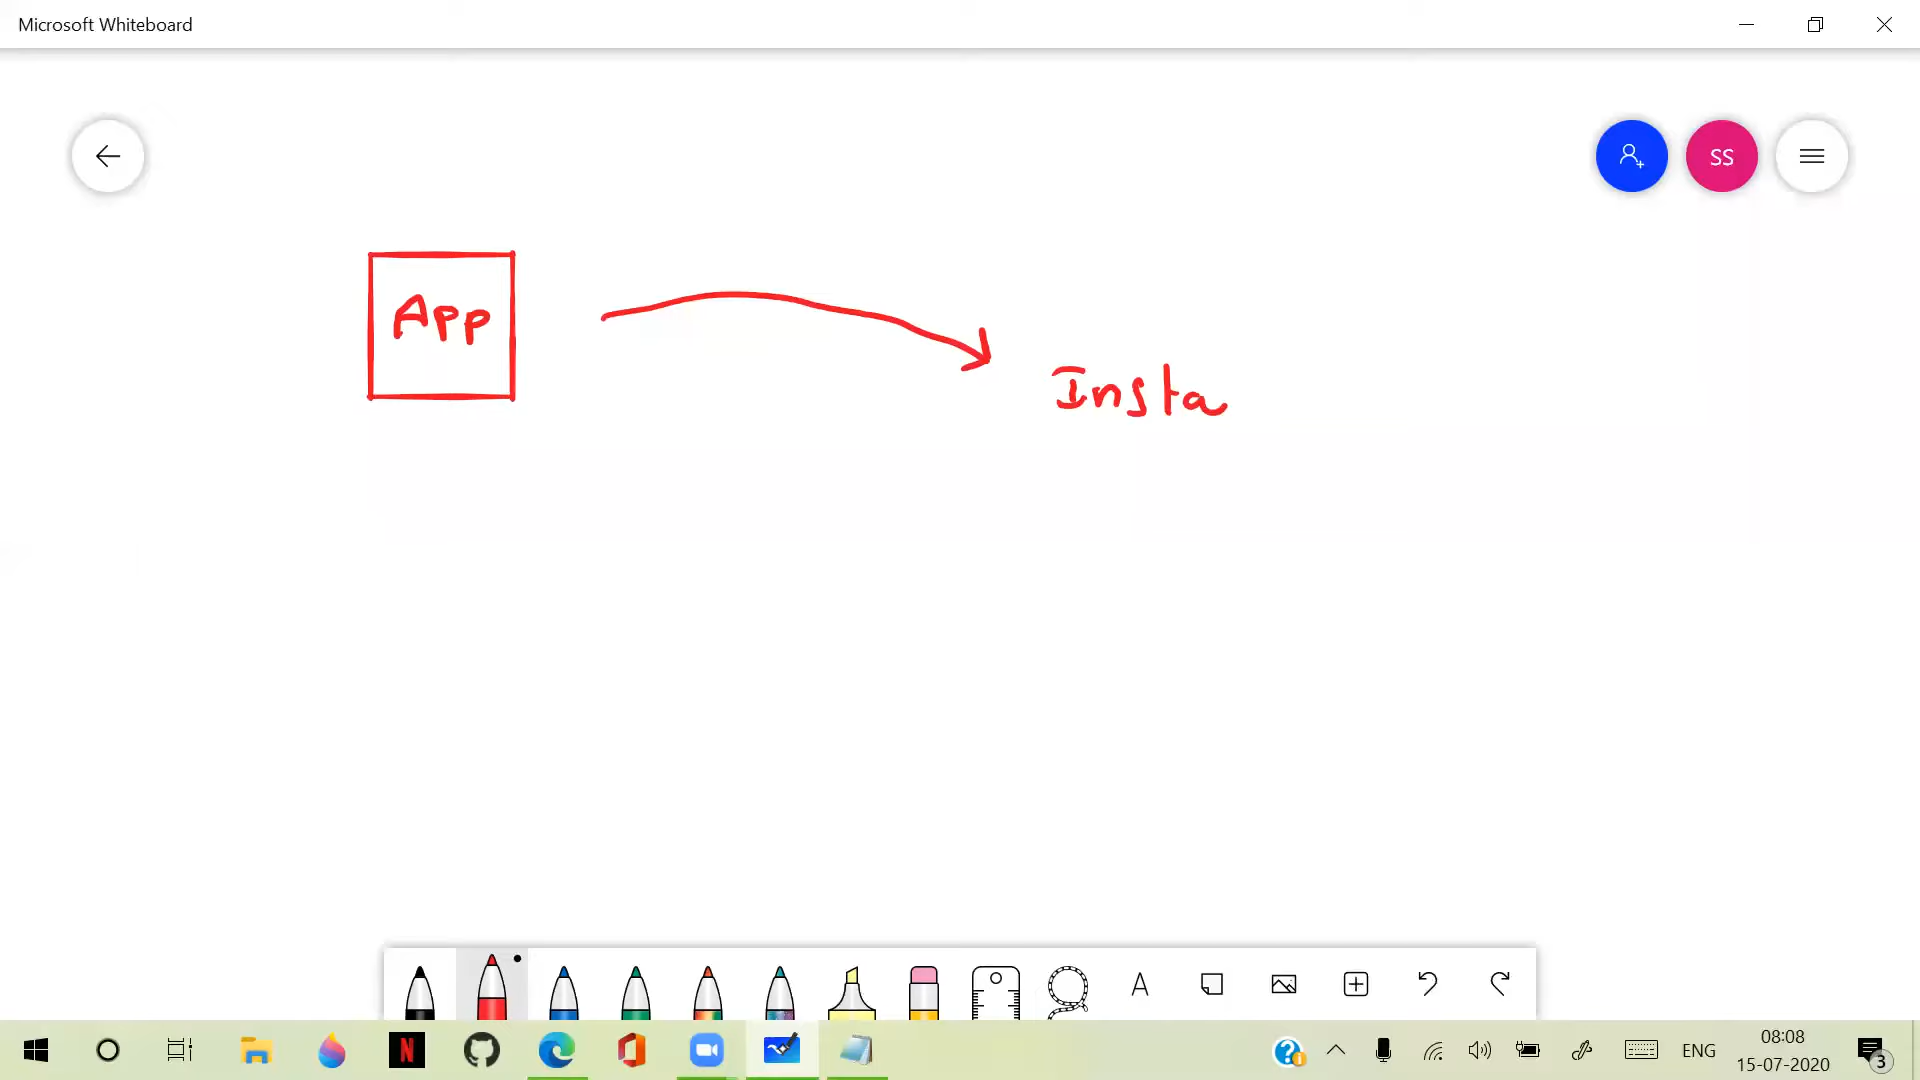 Microsoft Whiteboard
SS
App
Insta
A
N
ENG
08:08
15-07-2020
3